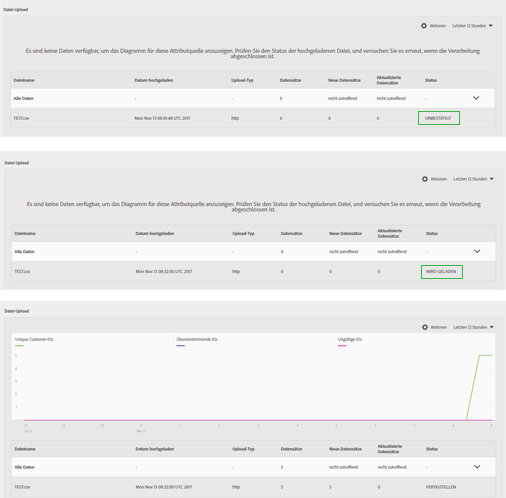 Datei-Upload
Aktionen Letzten 12 Stunden
Es sind keine Daten verfügbar, um das Diagramm für diese Attributquelle anzuzeigen. Prüfen Sie den Status der hochgeladenen Datei, und versuchen Sie es erneut, wenn die Verarbeitung
abgeschlossen ist.
Dateiname Datum hochgeladen Upload-Typ Datensätze Neue Datensätze Aktualisierte Datensätze Status
Alle Daten - - 0 nicht zutreffend nicht zutreffend -
TEST.csv Mon Nov 13 08:41:48 UTC 2017 http 0 0 0 UNBESTÄTIGT
Datei-Upload
Aktionen Letzten 12 Stunden
Es sind keine Daten verfügbar, um das Diagramm für diese Attributquelle anzuzeigen. Prüfen Sie den Status der hochgeladenen Datei, und versuchen Sie es erneut, wenn die Verarbeitung
abgeschlossen ist.
Dateiname Datum hochgeladen Upload-Typ Datensätze Neue Datensätze Aktualisierte Datensätze Status
Alle Daten - - 0 nicht zutreffend nicht zutreffend -
TEST.csv Mon Nov 13 08:32:00 UTC 2017 http 0 0 0 WIRD GELADEN
Datei-Upload
Aktionen Letzten 12 Stunden
Unique Customer-IDs Übereinstimmende IDs Ungültige IDs
5
4
3
2
1
0 1 2 3 4 5 6 7 8 9
Dateiname Datum hochgeladen Upload-Typ Datensätze Neue Datensätze Aktualisierte Datensätze Status
Alle Daten - - 5 nicht zutreffend nicht zutreffend -
TEST.csv Mon Nov 13 08:32:00 UTC 2017 http 5 5 0 FERTIGSTELLEN